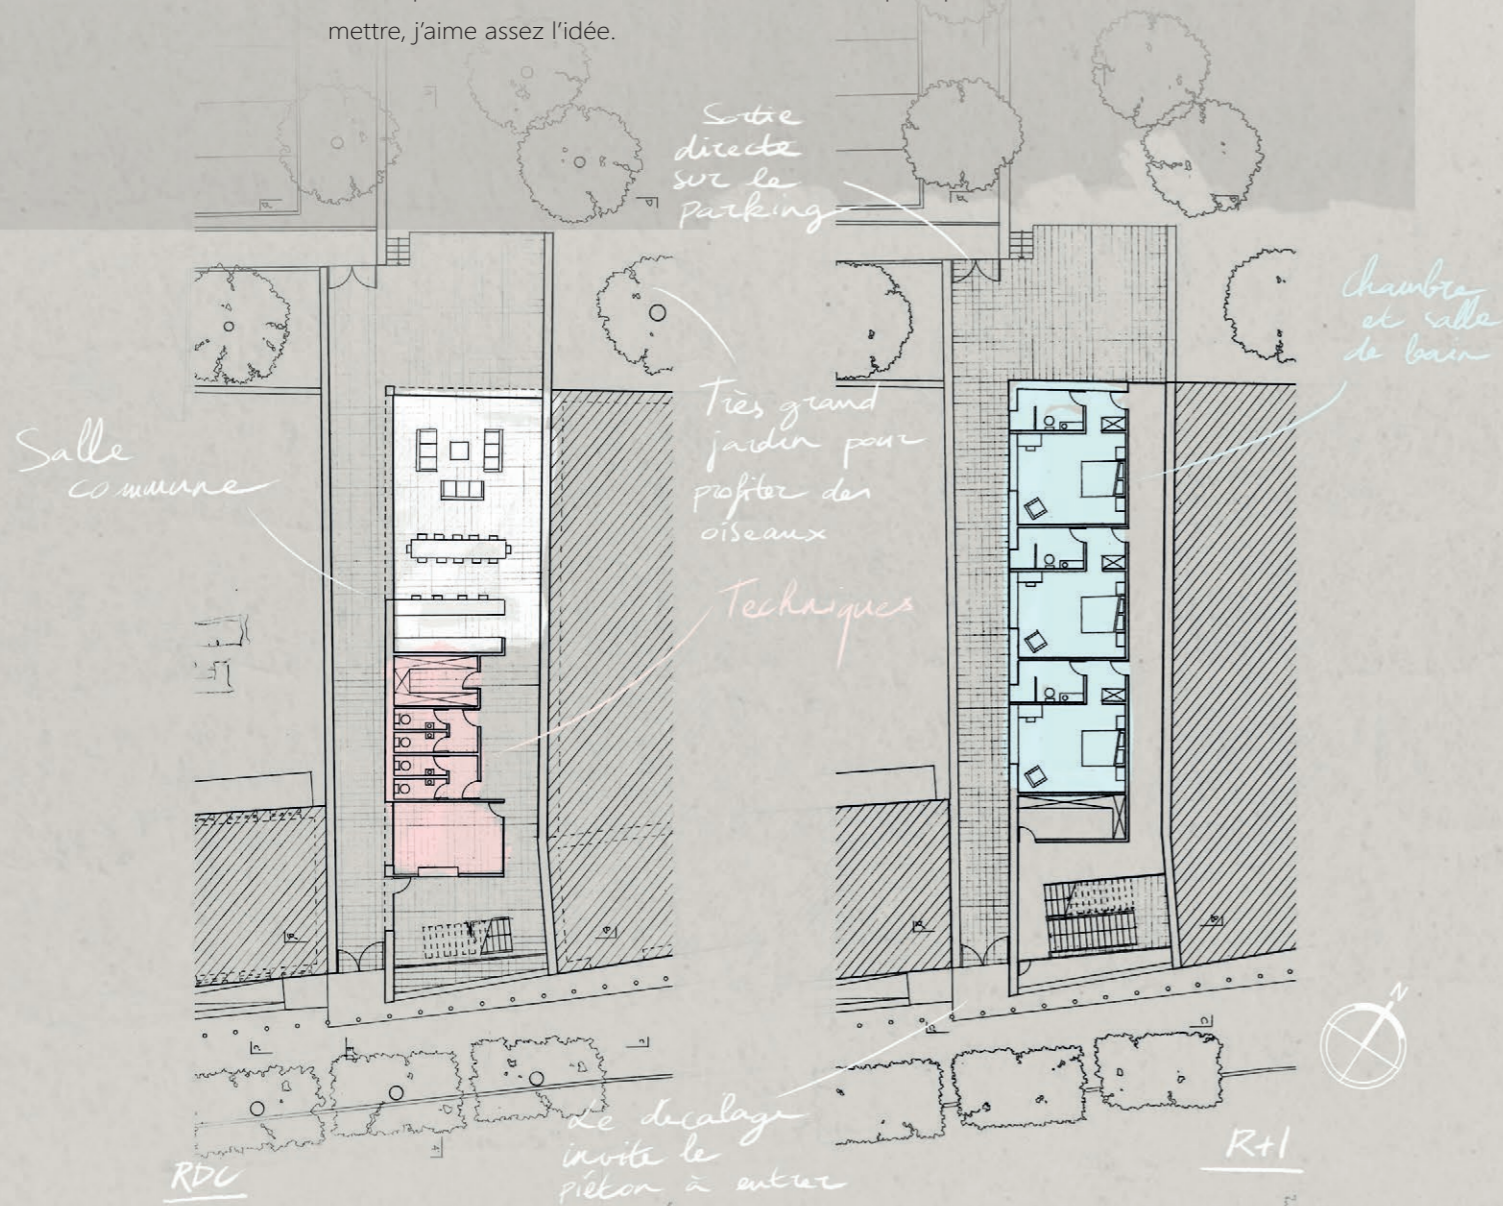 mettre, j'aime assez l'idée.
Sortie
directe
sur le
parking
chambre
et salle
de bain
Salle
commune
Très grand
jardin pour
profiter des
oiseaux
Techniques
N
Le decalage
invite le
piéton à entrer
RDC
R+1